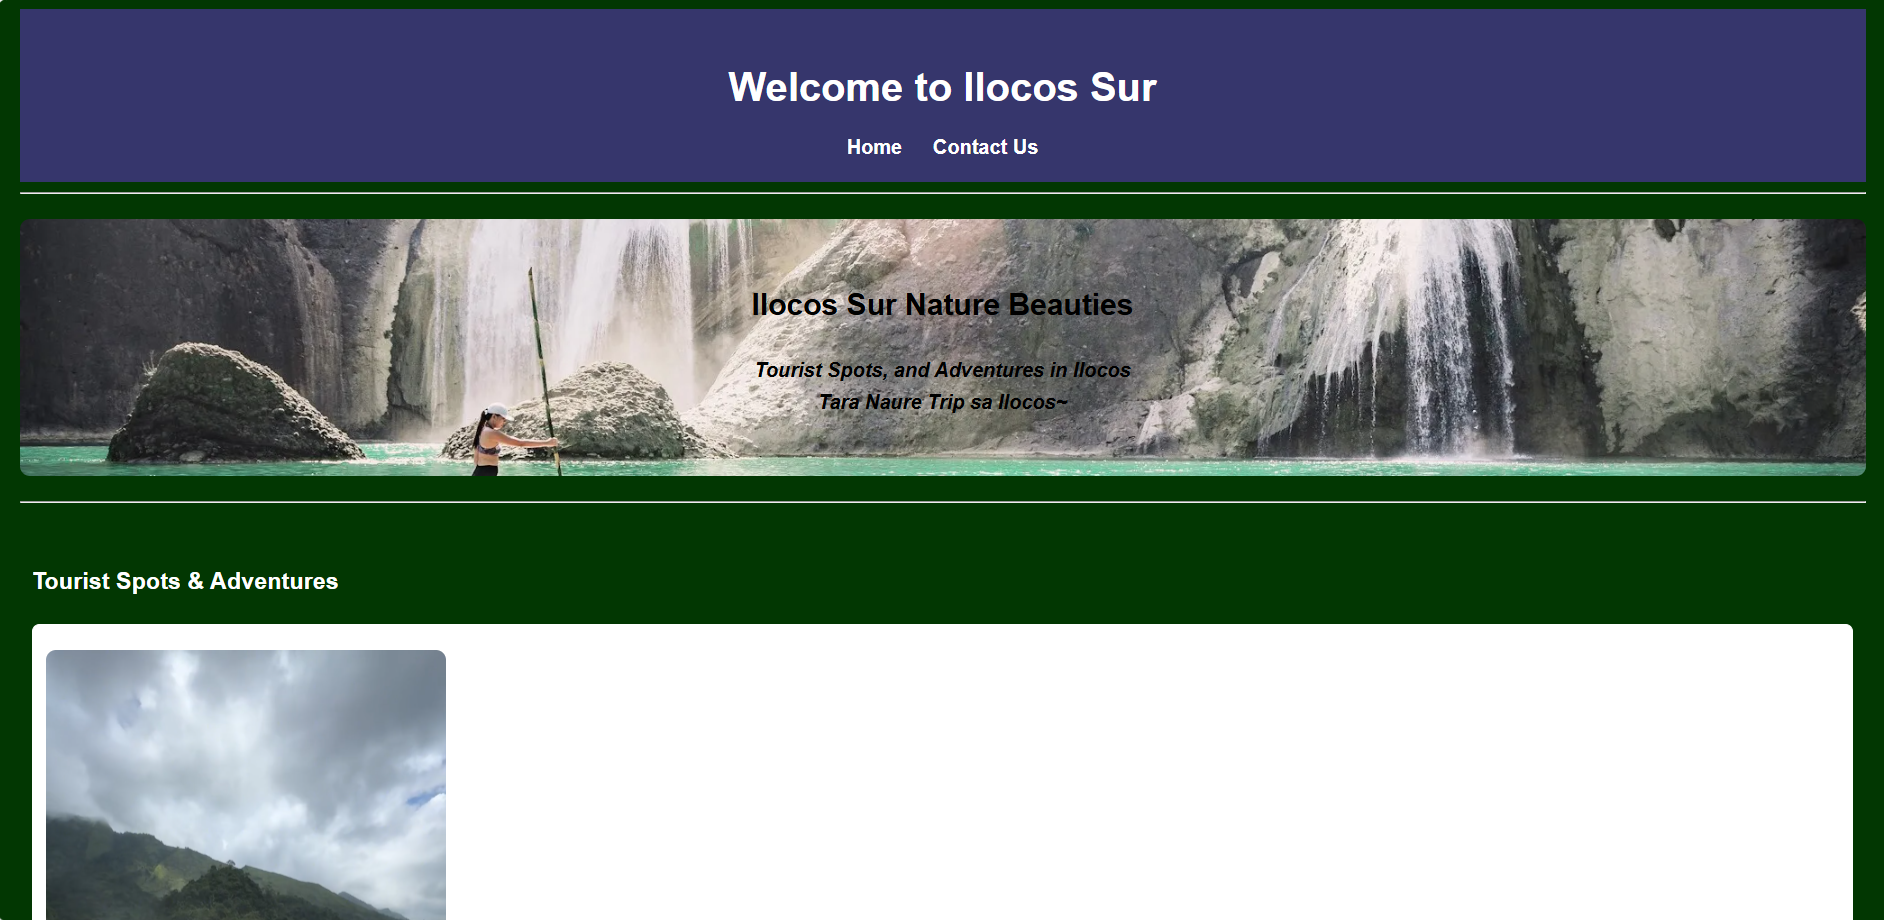 Welcome to Ilocos Sur
Home Contact Us
Ilocos Sur Nature Beauties
Tourist Spots, and Adventures in Ilocos
Tara Naure Trip sa Ilocos~
Tourist Spots & Adventures